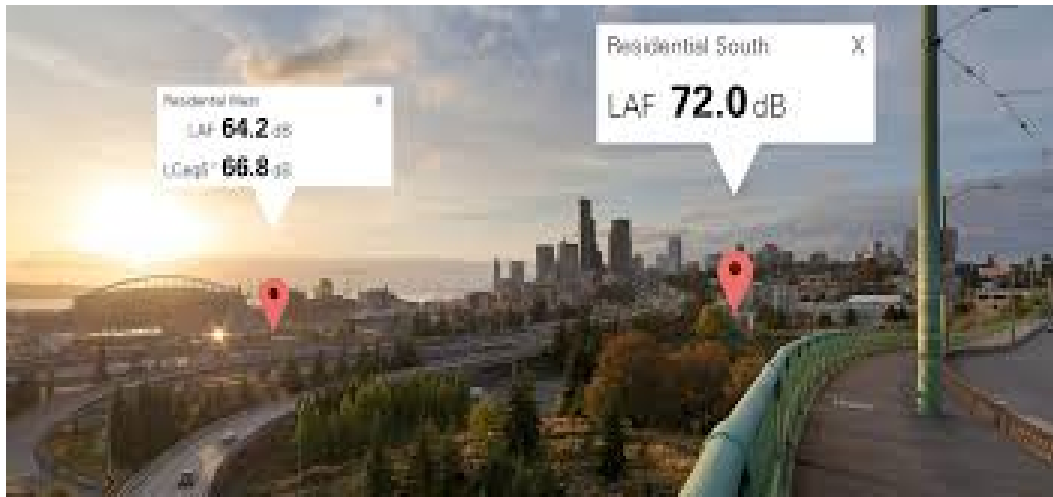 Residential West X
LAF 64.2 dB
66.8 dB
Residential South X
LAF 72.0 dB